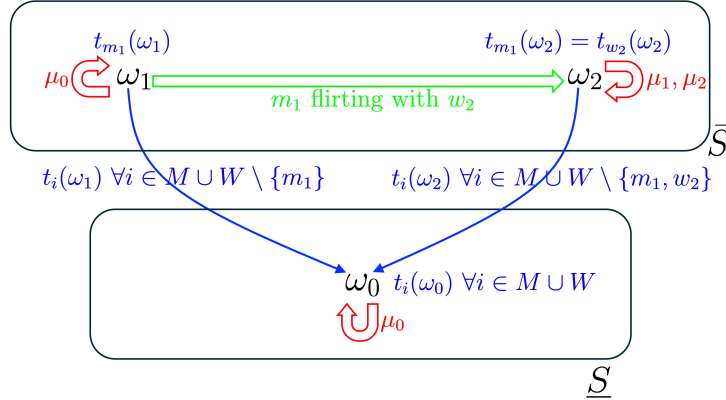 t_{m_1}(ω_1)
t_{m_1}(ω_2) = t_{w_2}(ω_2)
μ_0
ω_1
ω_2
μ_1, μ_2
m_1 flirting with w_2
S̄
t_i(ω_1) ∀i ∈ M ∪ W \ {m_1}
t_i(ω_2) ∀i ∈ M ∪ W \ {m_1, w_2}
ω_0
t_i(ω_0) ∀i ∈ M ∪ W
μ_0
S̲